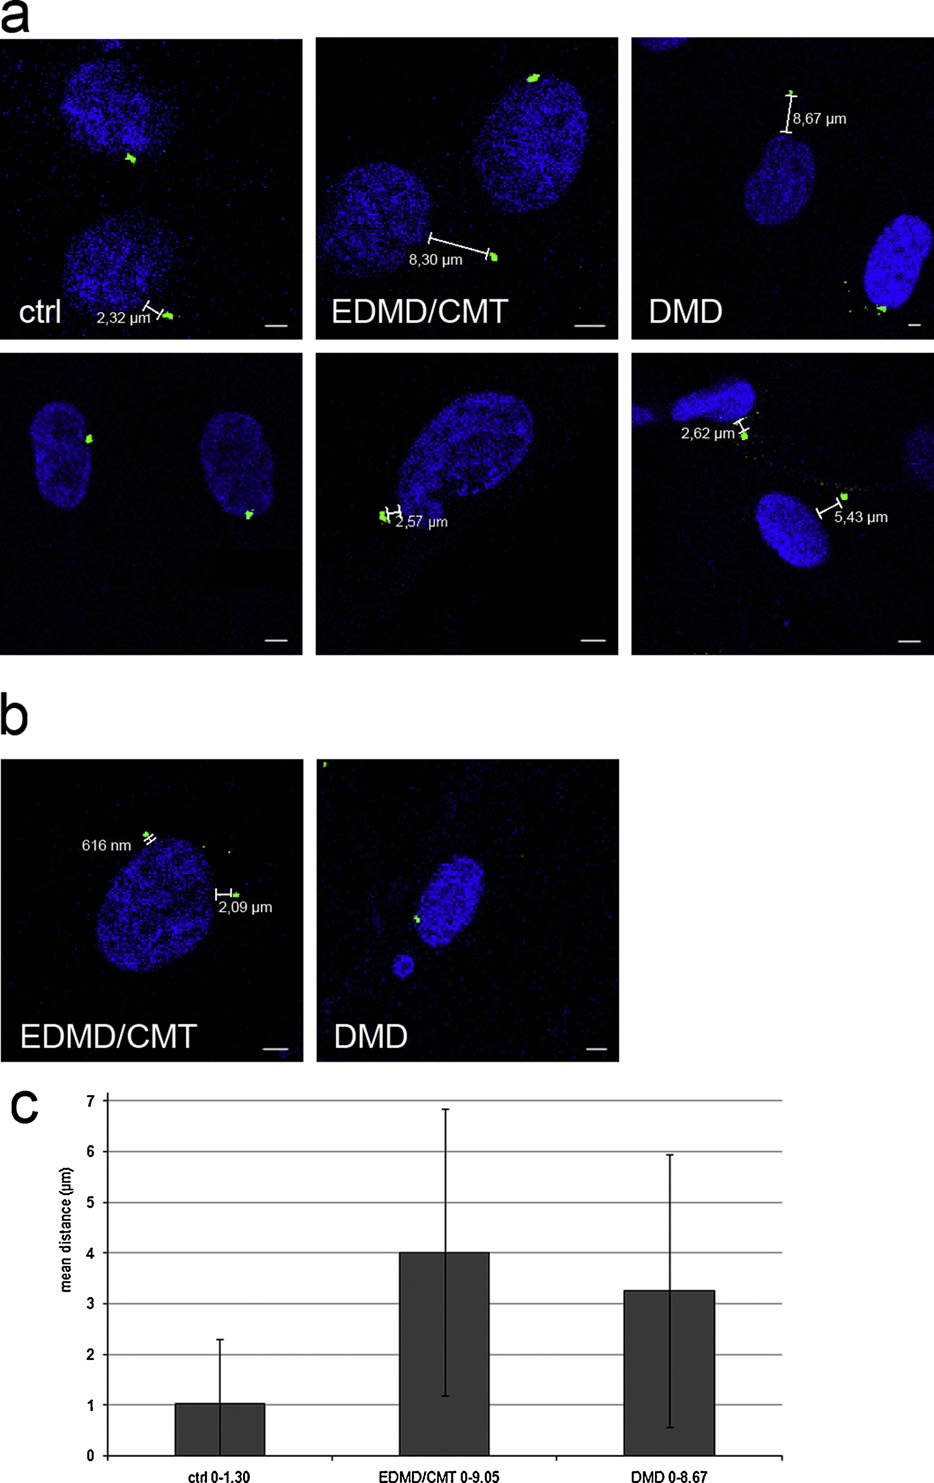 a
8,67 µm
8,30 µm
2,32 µm
ctrl
EDMD/CMT
DMD
2,62 µm
2,57 µm
5,43 µm
b
616 nm
2,09 µm
EDMD/CMT
DMD
c
7
6
5
4
3
2
1
0
mean distance (µm)
ctrl 0-1.30
EDMD/CMT 0-9.05
DMD 0-8.67